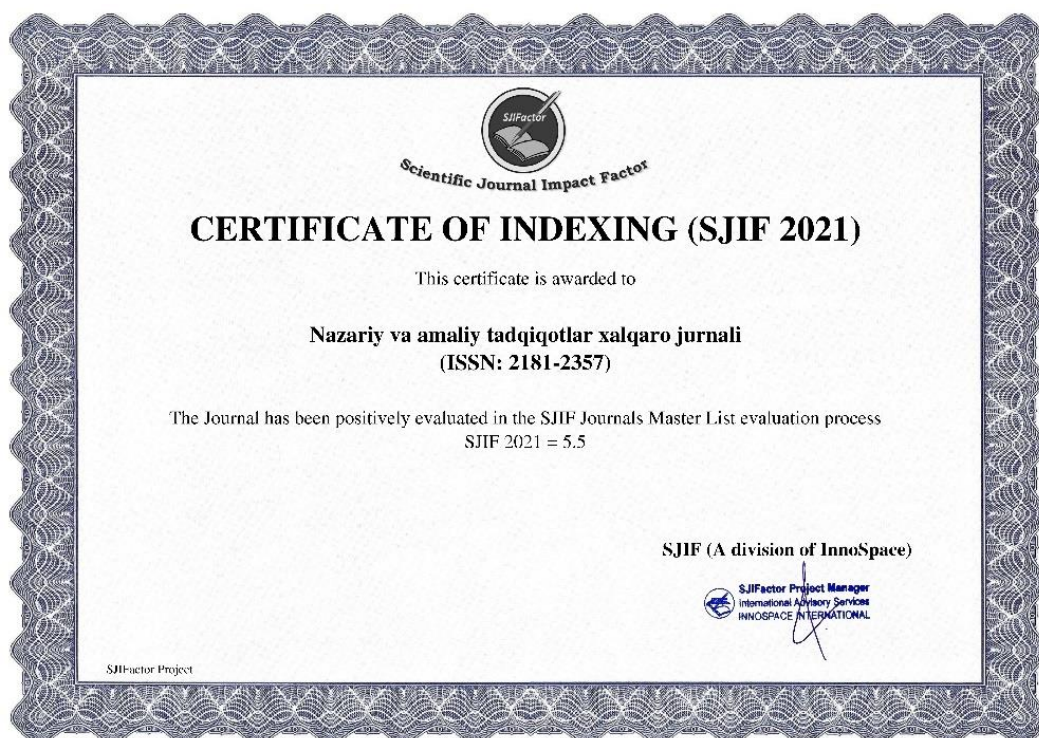 SJIFactor
Scientific Journal Impact Factor
CERTIFICATE OF INDEXING (SJIF 2021)
This certificate is awarded to
Nazariy va amaliy tadqiqotlar xalqaro jurnali
(ISSN: 2181-2357)
The Journal has been positively evaluated in the SJIF Journals Master List evaluation process
SJIF 2021 = 5.5
SJIF (A division of InnoSpace)
SJIFactor Project Manager
International Advisory Services
INNOSPACE INTERNATIONAL
SJIFactor Project